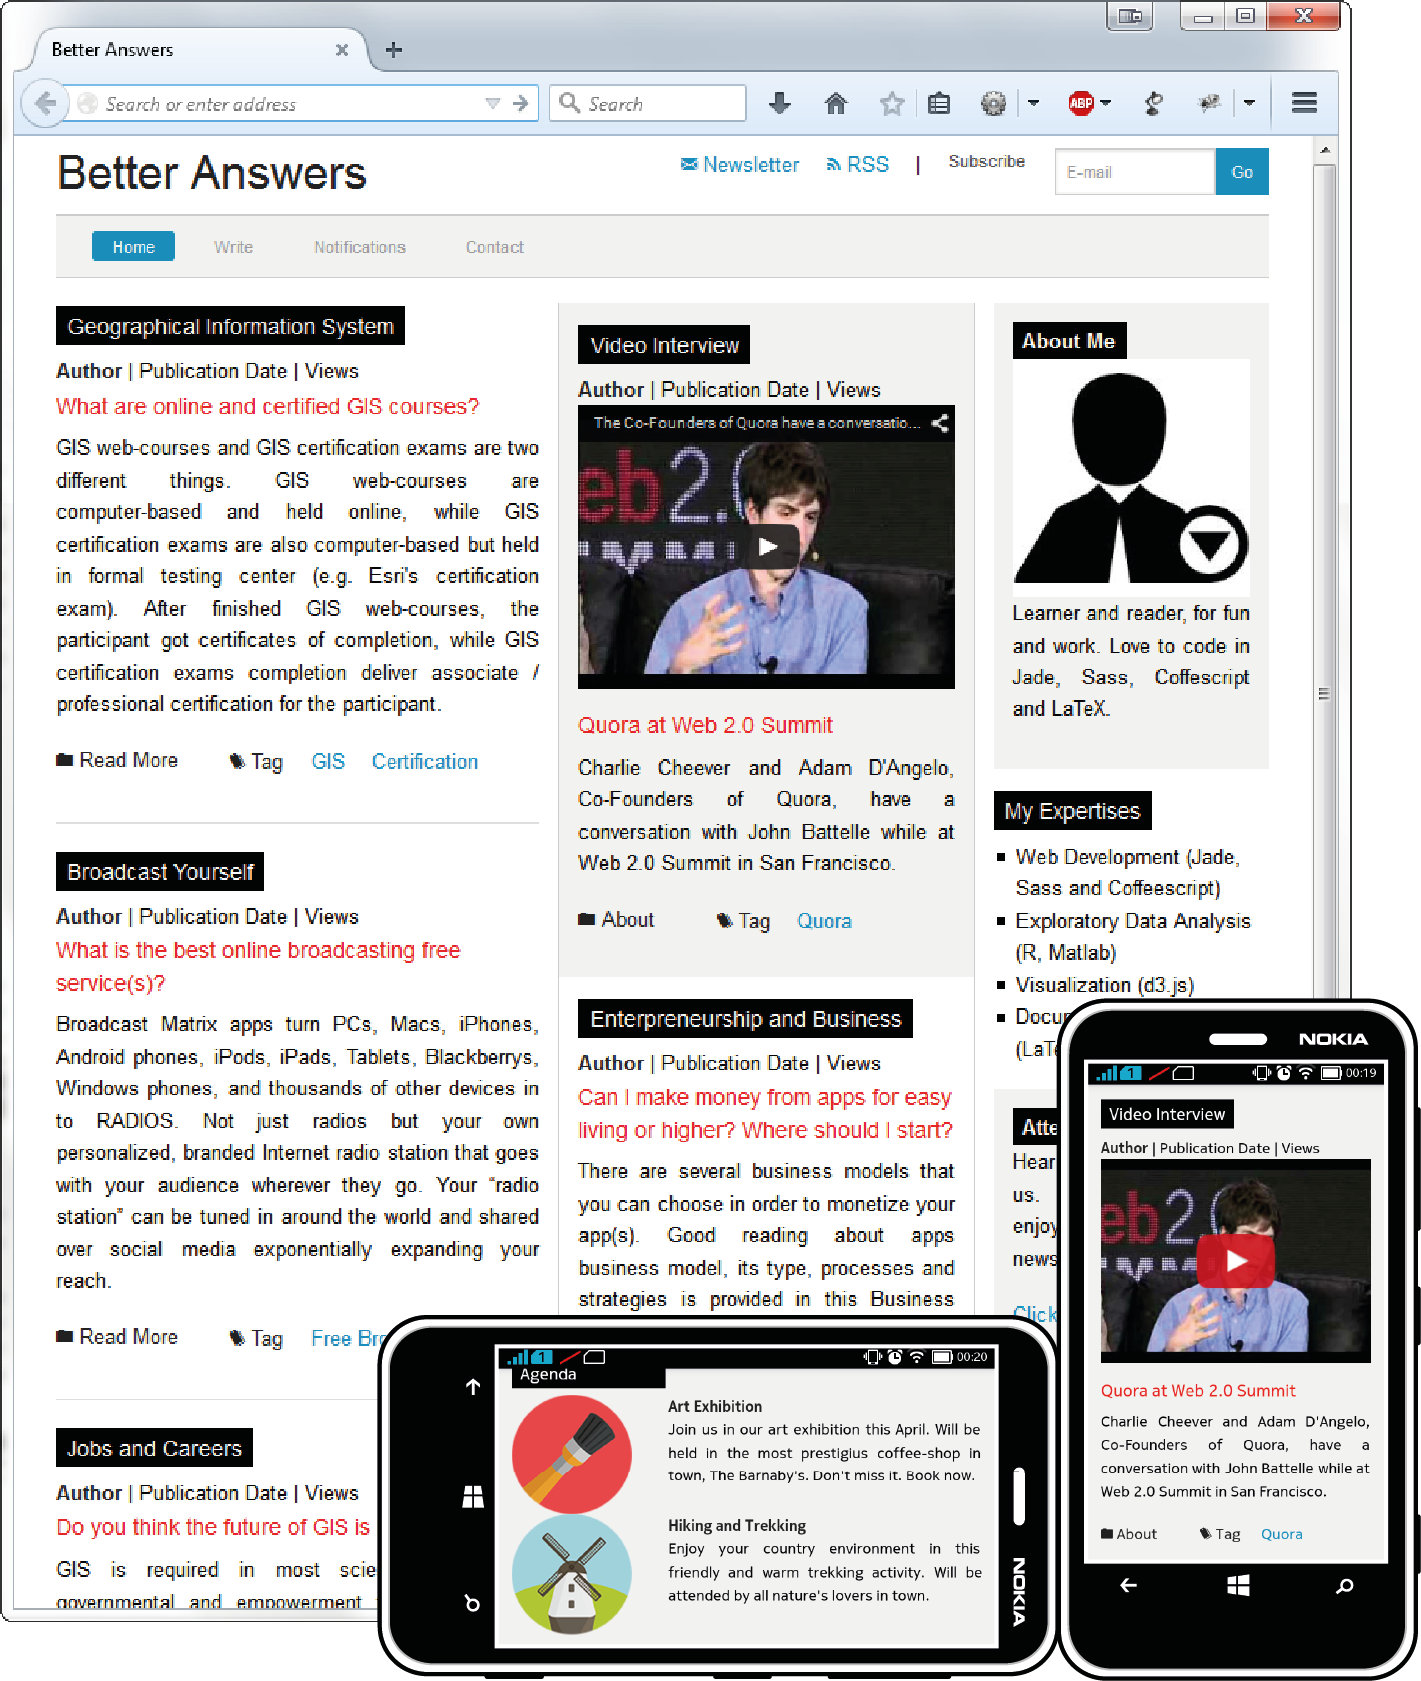 Better Answers
Search or enter address
Search
ABP
Better Answers
Newsletter
RSS
|
Subscribe
E-mail
Go
Home
Write
Notifications
Contact
Geographical Information System
Author | Publication Date | Views
What are online and certified GIS courses?
GIS web-courses and GIS certification exams are two
different things. GIS web-courses are
computer-based and held online, while GIS
certification exams are also computer-based but held
in formal testing center (e.g. Esri's certification
exam). After finished GIS web-courses, the
participant got certificates of completion, while GIS
certification exams completion deliver associate /
professional certification for the participant.
Read More
Tag
GIS
Certification
Broadcast Yourself
Author | Publication Date | Views
What is the best online broadcasting free
service(s)?
Broadcast Matrix apps turn PCs, Macs, iPhones,
Android phones, iPods, iPads, Tablets, Blackberrys,
Windows phones, and thousands of other devices in
to RADIOS. Not just radios but your own
personalized, branded Internet radio station that goes
with your audience wherever they go. Your “radio
station” can be tuned in around the world and shared
over social media exponentially expanding your
reach.
Read More
Tag
Free Br
Jobs and Careers
Author | Publication Date | Views
Do you think the future of GIS is
GIS is required in most scie
governmental and empowerment
Video Interview
Author | Publication Date | Views
The Co-Founders of Quora have a conversatio...
eb2.0
Quora at Web 2.0 Summit
Charlie Cheever and Adam D'Angelo,
Co-Founders of Quora, have a
conversation with John Battelle while at
Web 2.0 Summit in San Francisco.
About
Tag
Quora
Enterpreneurship and Business
Author | Publication Date | Views
Can I make money from apps for easy
living or higher? Where should I start?
There are several business models that
you can choose in order to monetize your
app(s). Good reading about apps
business model, its type, processes and
strategies is provided in this Business
About Me
Learner and reader, for fun
and work. Love to code in
Jade, Sass, Coffescript
and LaTeX.
My Expertises
Web Development (Jade,
Sass and Coffeescript)
Exploratory Data Analysis
(R, Matlab)
Visualization (d3.js)
Docu
(LaTe
Atte
Hear
us.
enjoy
news
Click
1
00:20
Agenda
Art Exhibition
Join us in our art exhibition this April. Will be
held in the most prestigius coffee-shop in
town, The Barnaby's. Don't miss it. Book now.
Hiking and Trekking
Enjoy your country environment in this
friendly and warm trekking activity. Will be
attended by all nature's lovers in town.
NOKIA
NOKIA
1
00:19
Video Interview
Author | Publication Date | Views
eb2.
Quora at Web 2.0 Summit
Charlie Cheever and Adam D'Angelo,
Co-Founders of Quora, have a
conversation with John Battelle while at
Web 2.0 Summit in San Francisco.
About
Tag
Quora